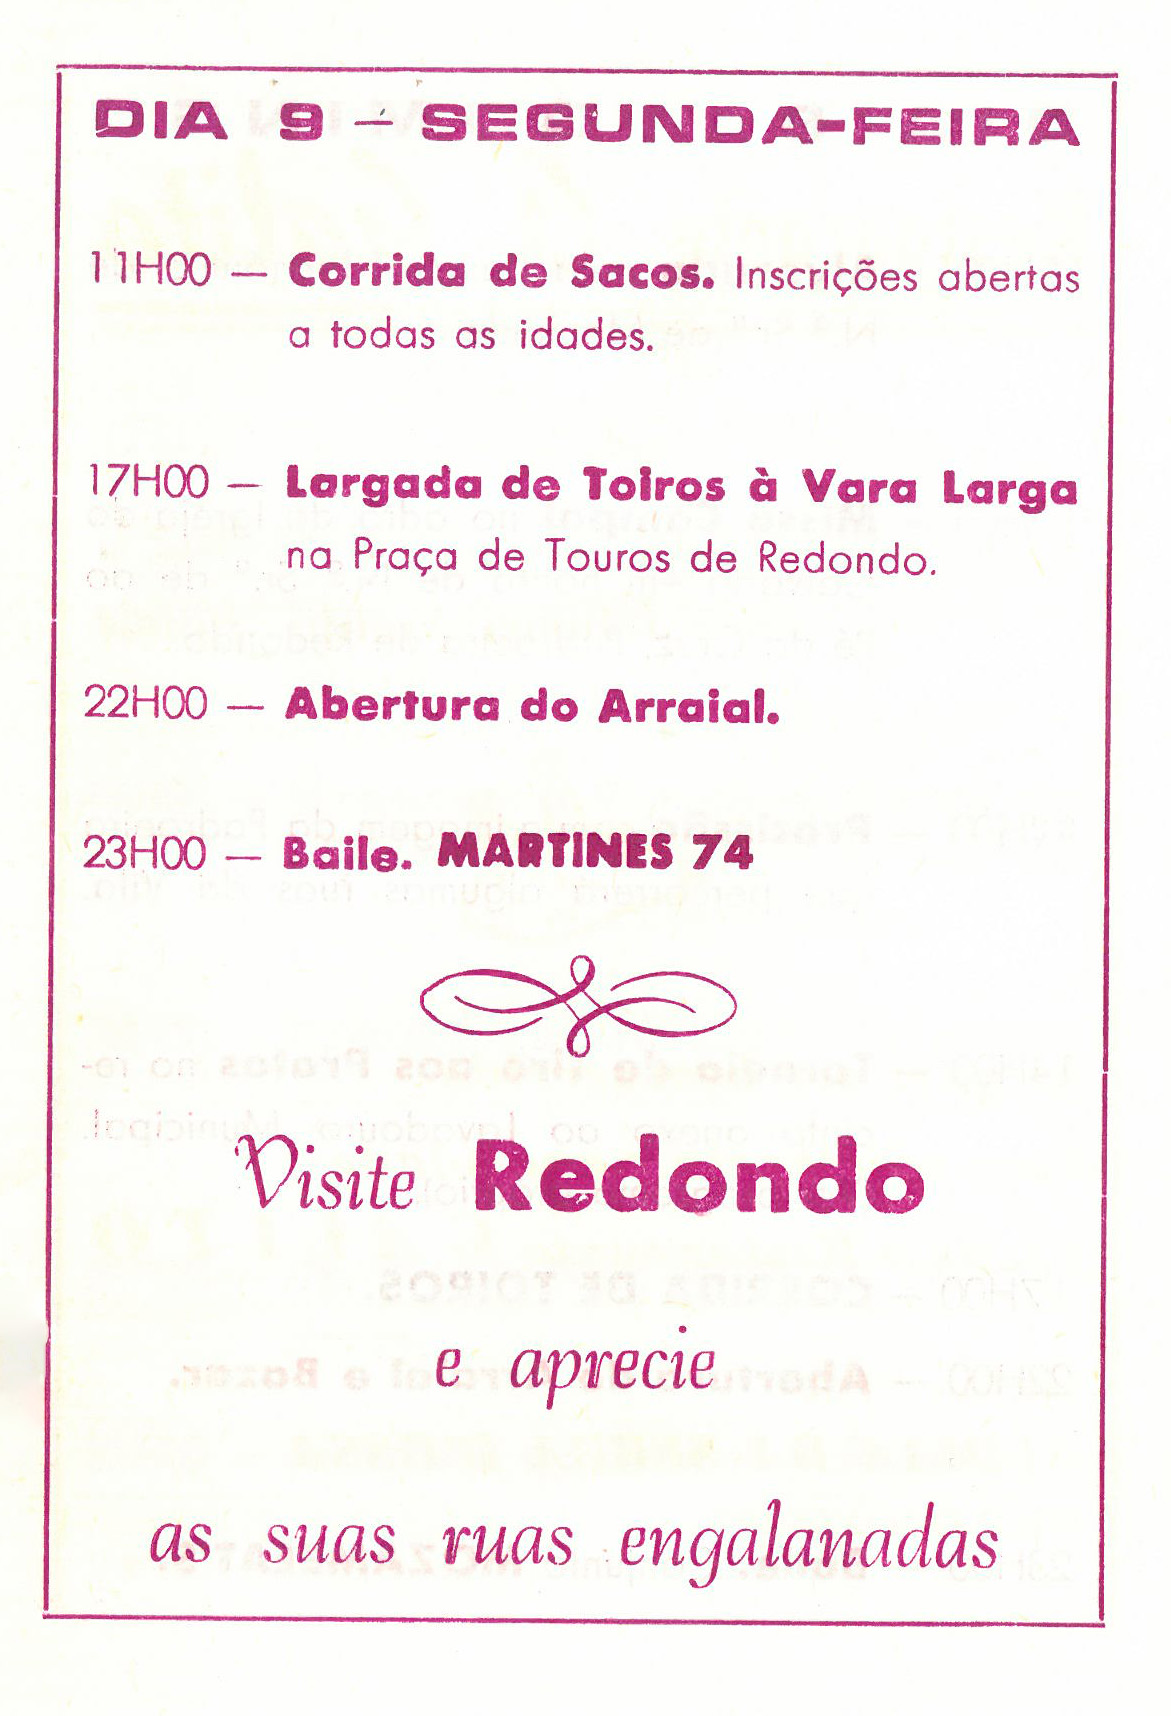 DIA 9 — SEGUNDA-FEIRA
11H00 — Corrida de Sacos. Inscrições abertas
a todas as idades.
17H00 — Largada de Toiros à Vara Larga
na Praça de Touros de Redondo.
22H00 — Abertura do Arraial.
23H00 — Baile. MARTINES 74
Visite Redondo
e aprecie
as suas ruas engalanadas